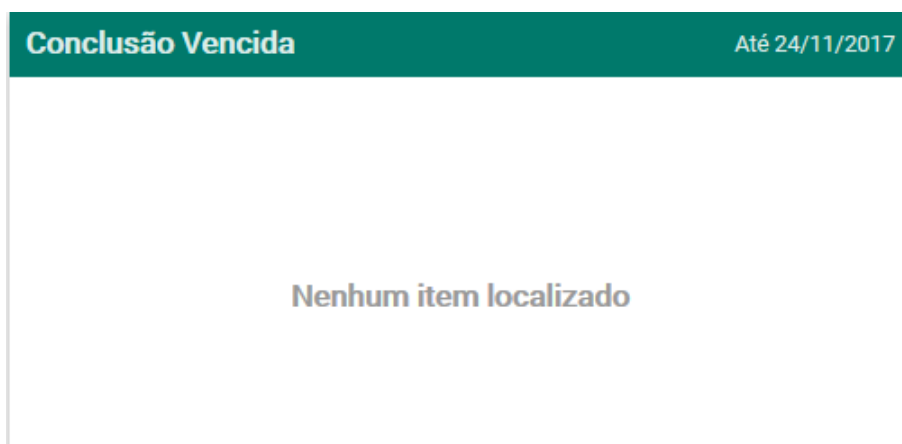 Conclusão Vencida Até 24/11/2017
Nenhum item localizado